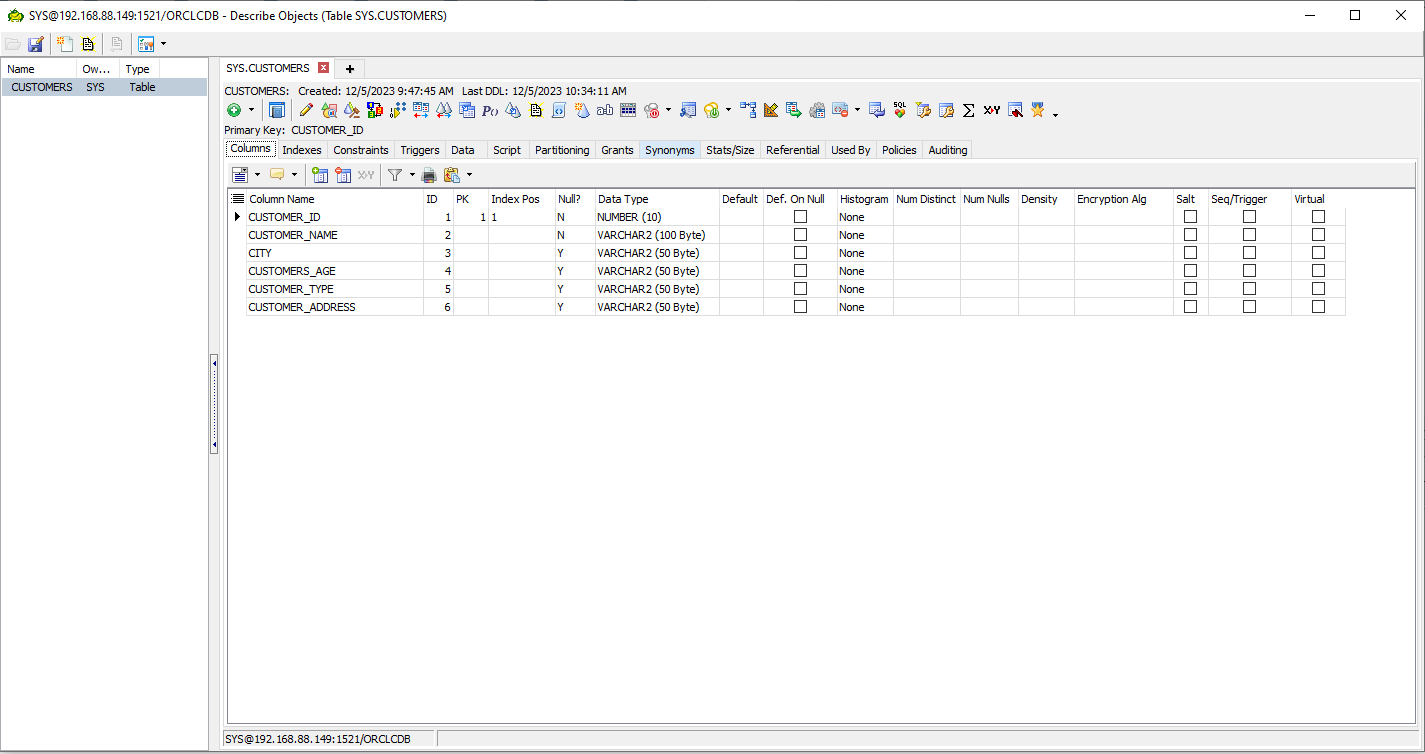 SYS@192.168.88.149:1521/ORCLCDB - Describe Objects (Table SYS.CUSTOMERS)
Name Ow... Type
CUSTOMERS SYS Table
SYS.CUSTOMERS
CUSTOMERS: Created: 12/5/2023 9:47:45 AM Last DDL: 12/5/2023 10:34:11 AM
Primary Key: CUSTOMER_ID
Columns Indexes Constraints Triggers Data Script Partitioning Grants Synonyms Stats/Size Referential Used By Policies Auditing
Column Name ID PK Index Pos Null? Data Type Default Def. On Null Histogram Num Distinct Num Nulls Density Encryption Alg Salt Seq/Trigger Virtual
CUSTOMER_ID 1 1 1 N NUMBER (10) None
CUSTOMER_NAME 2 N VARCHAR2 (100 Byte) None
CITY 3 Y VARCHAR2 (50 Byte) None
CUSTOMERS_AGE 4 Y VARCHAR2 (50 Byte) None
CUSTOMER_TYPE 5 Y VARCHAR2 (50 Byte) None
CUSTOMER_ADDRESS 6 Y VARCHAR2 (50 Byte) None
SYS@192.168.88.149:1521/ORCLCDB